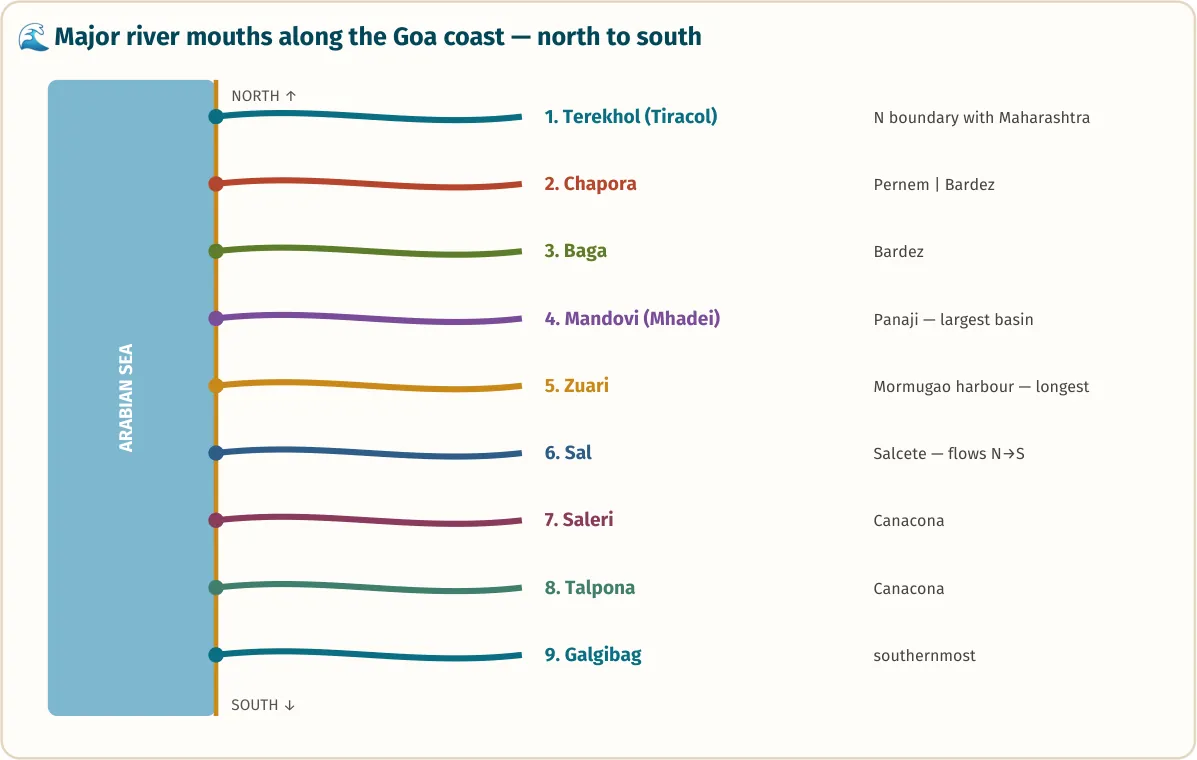 🌊 Major river mouths along the Goa coast — north to south
NORTH ↑
1. Terekhol (Tiracol) N boundary with Maharashtra
2. Chapora Pernem | Bardez
3. Baga Bardez
4. Mandovi (Mhadei) Panaji — largest basin
5. Zuari Mormugao harbour — longest
ARABIAN SEA
6. Sal Salcete — flows N→S
7. Saleri Canacona
8. Talpona Canacona
9. Galgibag southernmost
SOUTH ↓